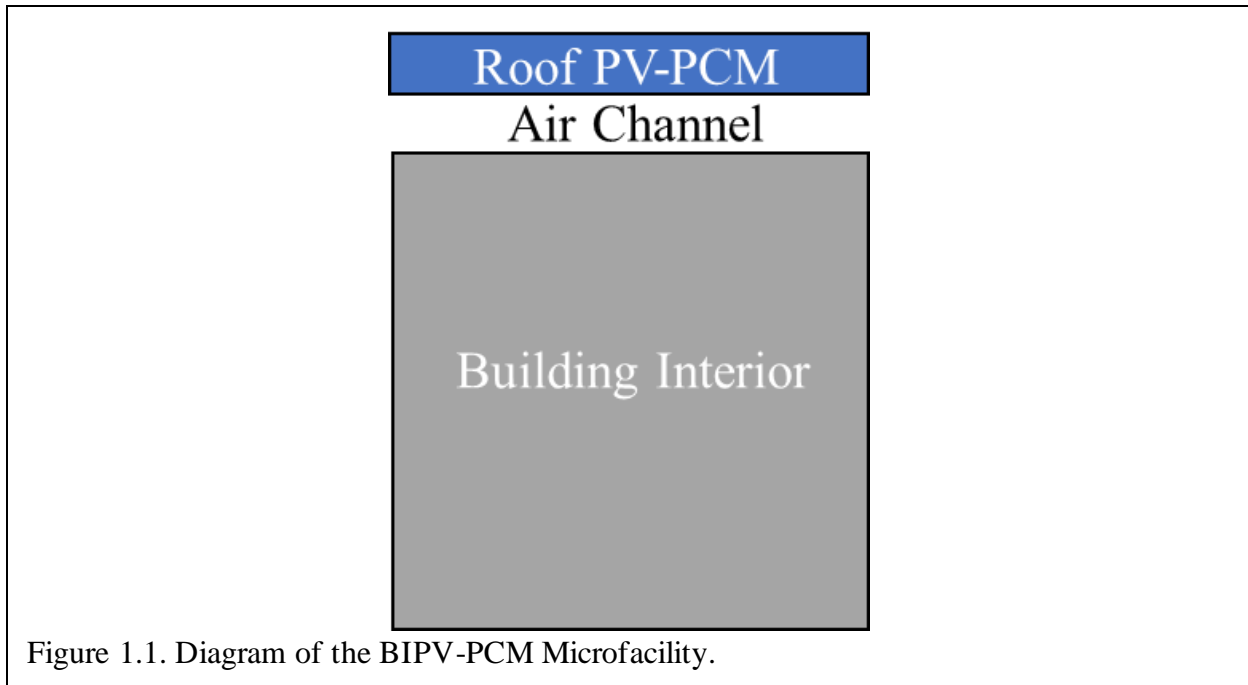 Roof PV-PCM
Air Channel
Building Interior
Figure 1.1. Diagram of the BIPV-PCM Microfacility.